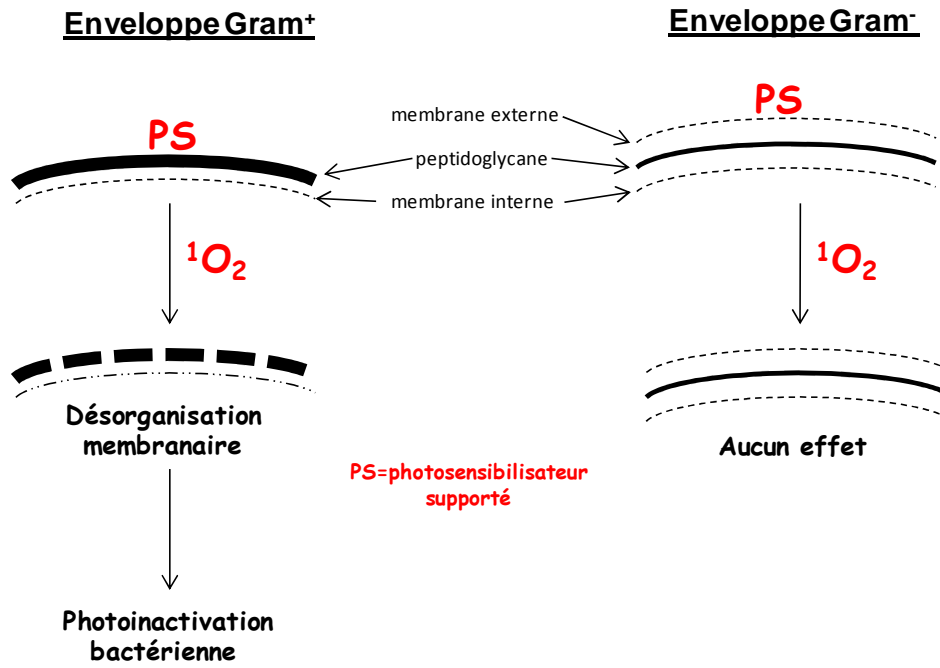 Enveloppe Gram⁺
Enveloppe Gram⁻
PS
PS
membrane externe
peptidoglycane
membrane interne
¹O₂
¹O₂
Désorganisation
membranaire
Aucun effet
PS=photosensibilisateur
supporté
Photoinactivation
bactérienne